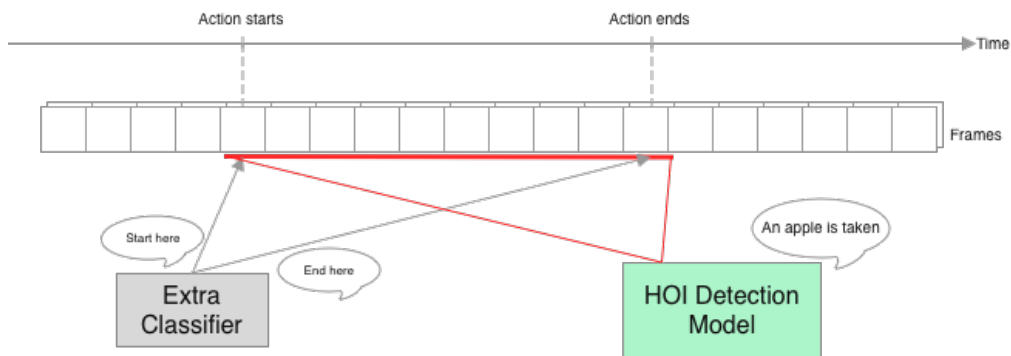 Action starts
Action ends
Time
Frames
Start here
End here
An apple is taken
Extra
Classifier
HOI Detection
Model